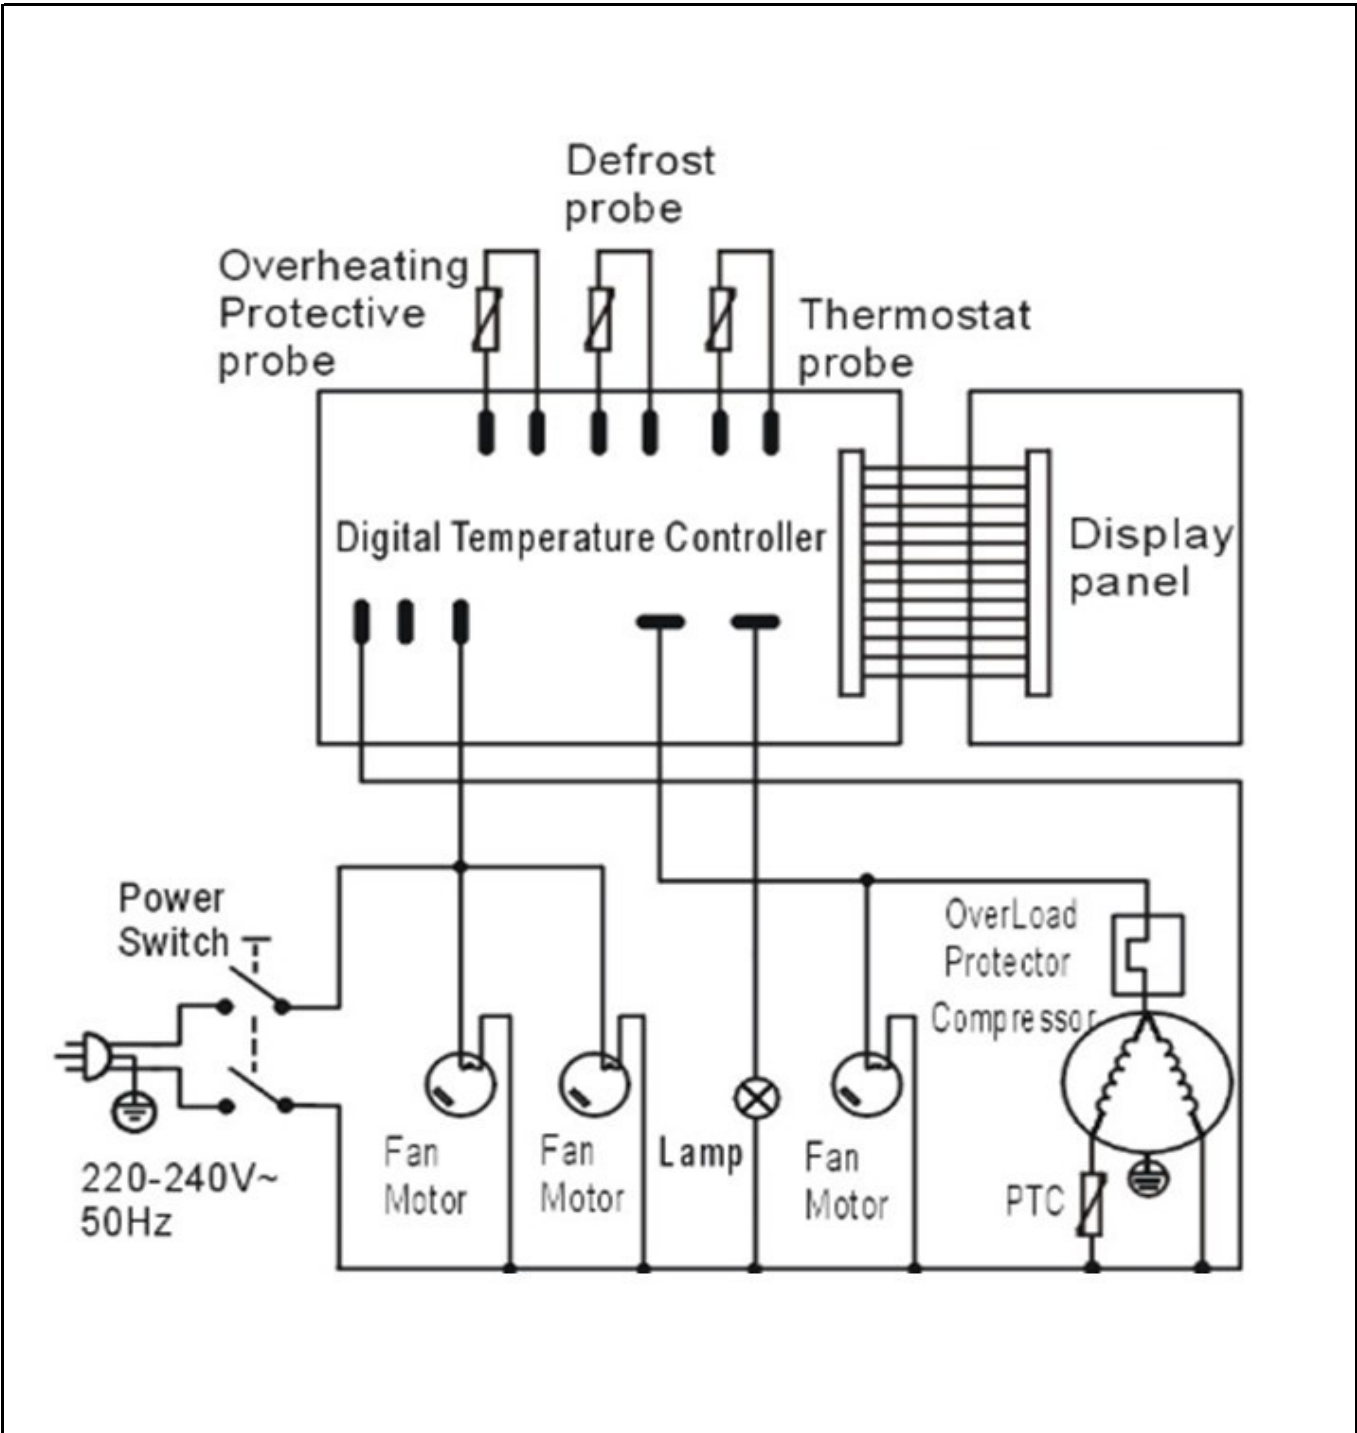 Defrost
probe
Overheating
Protective
probe
Thermostat
probe
Digital Temperature Controller
Display
panel
Power
Switch
OverLoad
Protector
Compressor
220-240V~
50Hz
Fan
Motor
Fan
Motor
Lamp
Fan
Motor
PTC